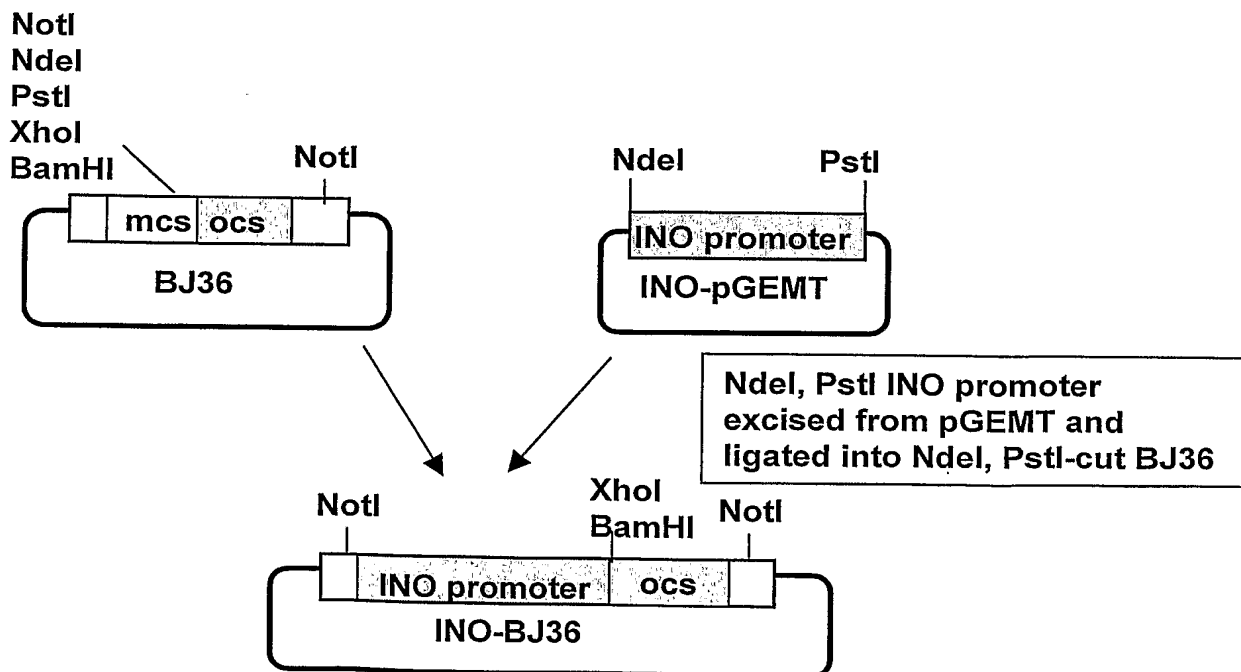 NotI
NdeI
PstI
XhoI
BamHI
NotI
mcs
ocs
BJ36
NdeI
PstI
INO promoter
INO-pGEMT
NdeI, PstI INO promoter
excised from pGEMT and
ligated into NdeI, PstI-cut BJ36
NotI
XhoI
BamHI
NotI
INO promoter
ocs
INO-BJ36